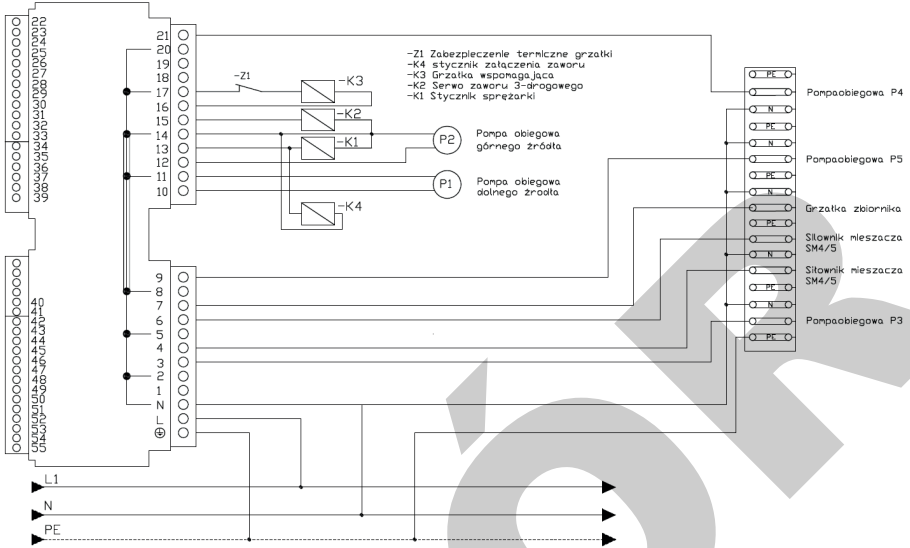 22
23
24
25
26
27
28
29
30
31
32
33
34
35
36
37
38
39
40
41
42
43
44
45
46
47
48
49
50
51
52
53
54
55
21
20
19
18
17
16
15
14
13
12
11
10
9
8
7
6
5
4
3
2
1
N
L
-Z1
-K3
-K2
-K1
-K4
-Z1 Zabezpieczenie termiczne grzałki
-K4 stycznik załączenia zaworu
-K3 Grzałka wspomagająca
-K2 Serwo zaworu 3-drogowego
-K1 Stycznik sprężarki
P2
Pompa obiegowa
górnego źródła
P1
Pompa obiegowa
dolnego źrodła
PE
N
PE
N
PE
N
PE
N
PE
N
PE
Pompaobiegowa P4
Pompaobiegowa P5
Grzałka zbiornika
Siłownik mieszacza
SM4/5
Siłownik mieszacza
SM4/5
Pompaobiegowa P3
L1
N
PE
ÓR